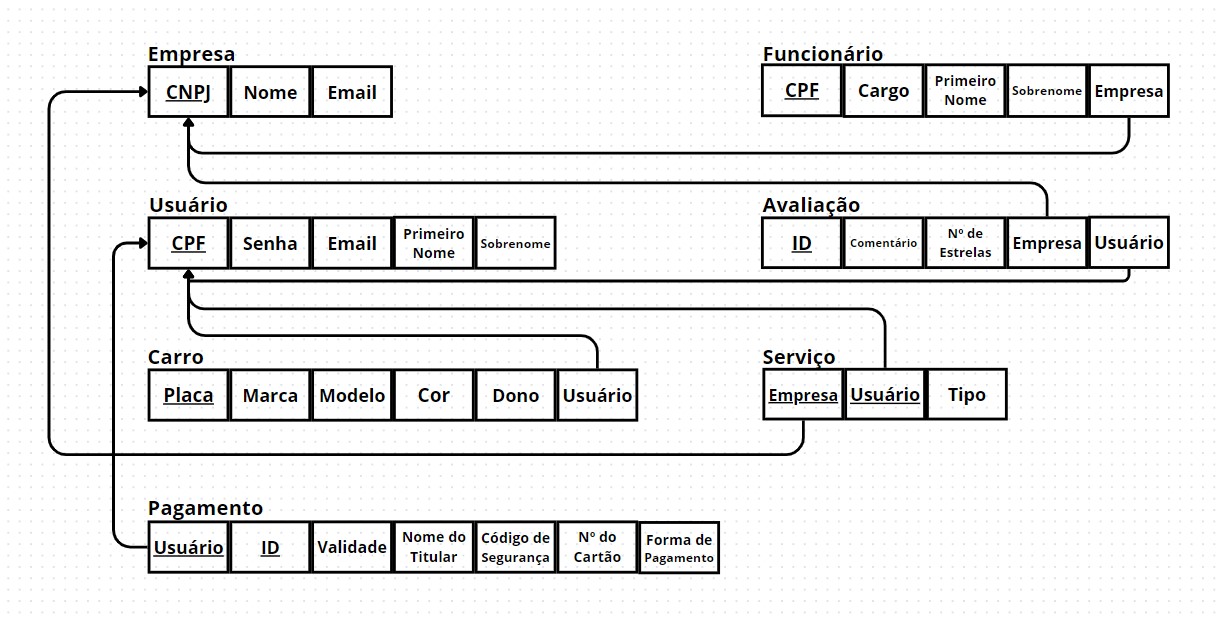 Empresa
CNPJ
Nome
Email
Funcionário
CPF
Cargo
Primeiro
Nome
Sobrenome
Empresa
Usuário
CPF
Senha
Email
Primeiro
Nome
Sobrenome
Avaliação
ID
Comentário
Nº de
Estrelas
Empresa
Usuário
Carro
Placa
Marca
Modelo
Cor
Dono
Usuário
Serviço
Empresa
Usuário
Tipo
Pagamento
Usuário
ID
Validade
Nome do
Titular
Código de
Segurança
Nº do
Cartão
Forma de
Pagamento